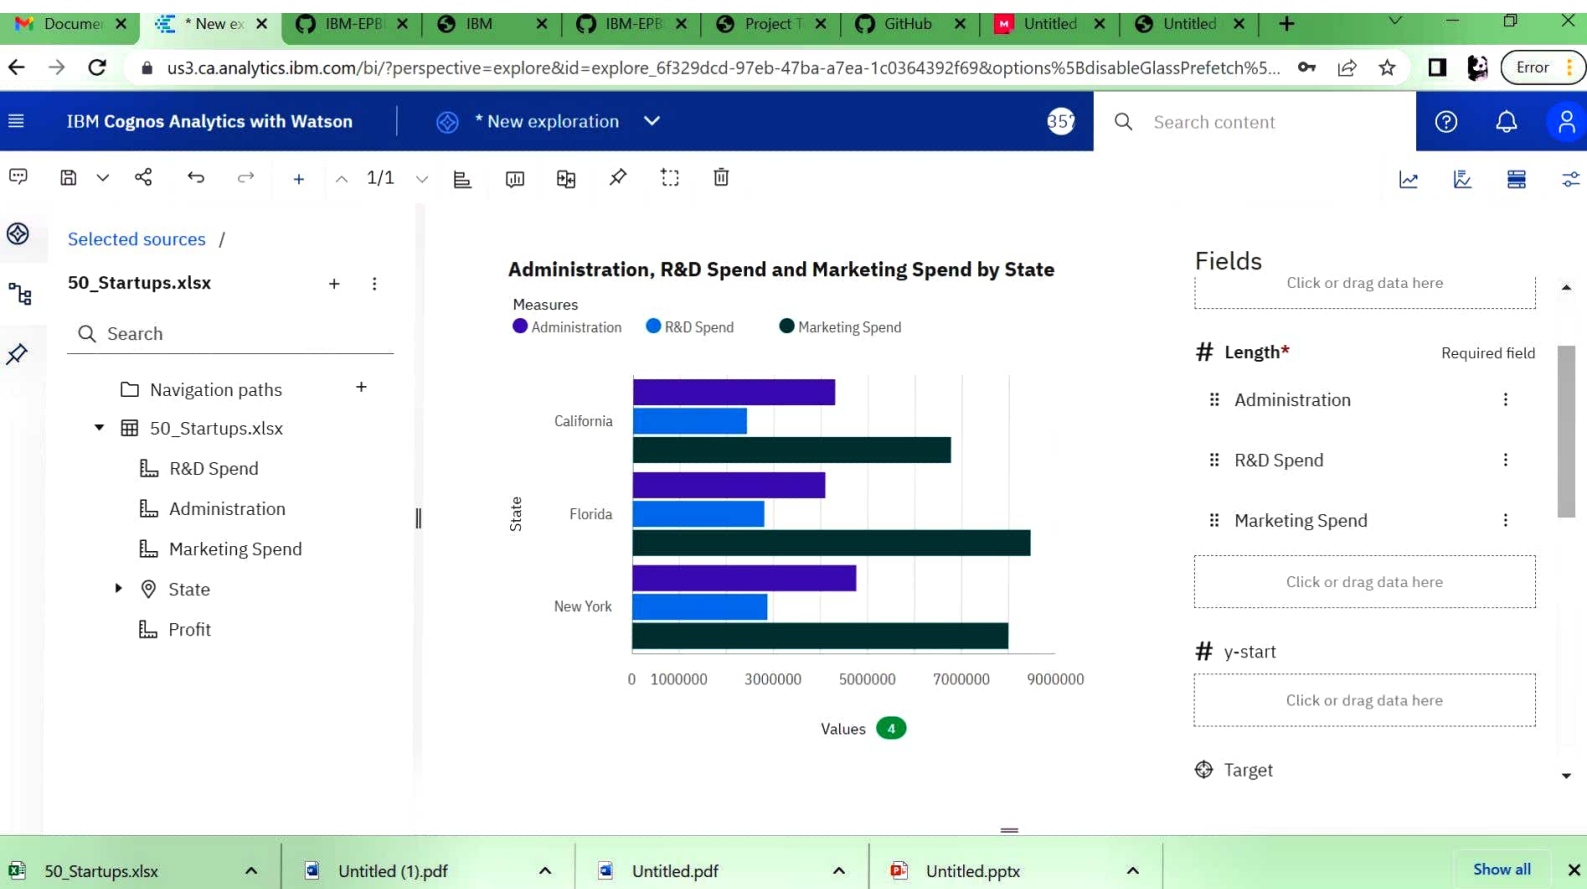 Documer
* New ex
IBM-EPBL
IBM
IBM-EPB
Project T
GitHub
Untitled
Untitled
us3.ca.analytics.ibm.com/bi/?perspective=explore&id=explore_6f329dcd-97eb-47ba-a7ea-1c0364392f69&options%5BdisableGlassPrefetch%5...
Error
IBM Cognos Analytics with Watson
* New exploration
357
Search content
1/1
Selected sources /
50_Startups.xlsx
Search
Navigation paths
50_Startups.xlsx
R&D Spend
Administration
Marketing Spend
State
Profit
Administration, R&D Spend and Marketing Spend by State
Measures
Administration
R&D Spend
Marketing Spend
State
California
Florida
New York
0 1000000 3000000 5000000 7000000 9000000
Values 4
Fields
Click or drag data here
# Length* Required field
Administration
R&D Spend
Marketing Spend
Click or drag data here
# y-start
Click or drag data here
Target
50_Startups.xlsx
Untitled (1).pdf
Untitled.pdf
Untitled.pptx
Show all